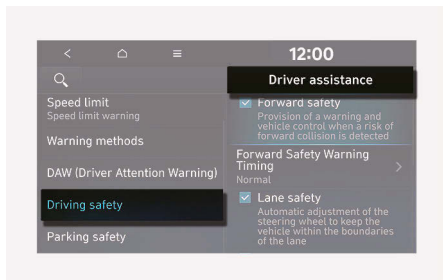 12:00
Driver assistance
Speed limit
Speed limit warning
Warning methods
DAW (Driver Attention Warning)
Driving safety
Parking safety
Forward safety
Provision of a warning and
vehicle control when a risk of
forward collision is detected
Forward Safety Warning
Timing
Normal
Lane safety
Automatic adjustment of the
steering wheel to keep the
vehicle within the boundaries
of the lane